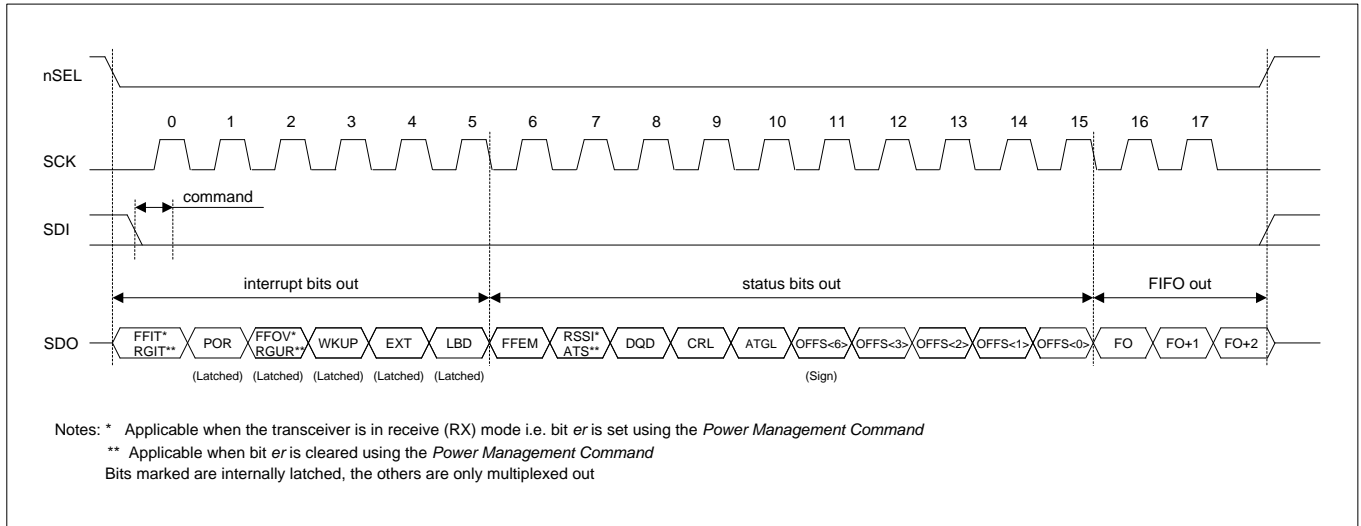 nSEL
0 1 2 3 4 5 6 7 8 9 10 11 12 13 14 15 16 17
SCK
command
SDI
interrupt bits out status bits out FIFO out
SDO
FFIT*
RGIT**
POR
FFOV*
RGUR**
WKUP
EXT
LBD
FFEM
RSSI*
ATS**
DQD
CRL
ATGL
OFFS<6>
OFFS<3>
OFFS<2>
OFFS<1>
OFFS<0>
FO
FO+1
FO+2
(Latched) (Latched) (Latched) (Latched) (Latched) (Sign)
Notes: * Applicable when the transceiver is in receive (RX) mode i.e. bit er is set using the Power Management Command
** Applicable when bit er is cleared using the Power Management Command
Bits marked are internally latched, the others are only multiplexed out